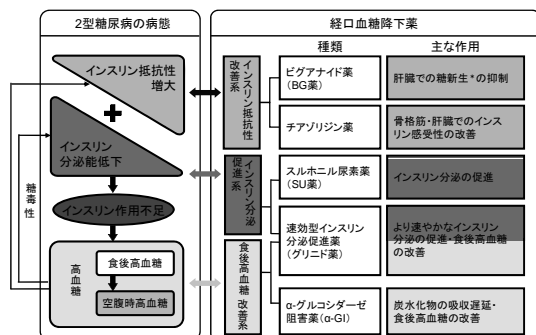 2型糖尿病の病態
インスリン抵抗性
増大
+
インスリン
分泌能低下
インスリン作用不足
糖毒性
高血糖
食後高血糖
空腹時高血糖
経口血糖降下薬
種類
主な作用
インスリン抵抗性
改善系
ビグアナイド薬
(BG薬)
肝臓での糖新生*の抑制
チアゾリジン薬
骨格筋・肝臓でのインス
リン感受性の改善
インスリン分泌
促進系
スルホニル尿素薬
(SU薬)
インスリン分泌の促進
速効型インスリン
分泌促進薬
(グリニド薬)
より速やかなインスリン
分泌の促進・食後高血糖
の改善
食後高血糖
改善系
α-グルコシダーゼ
阻害薬(α-GI)
炭水化物の吸収遅延・
食後高血糖の改善